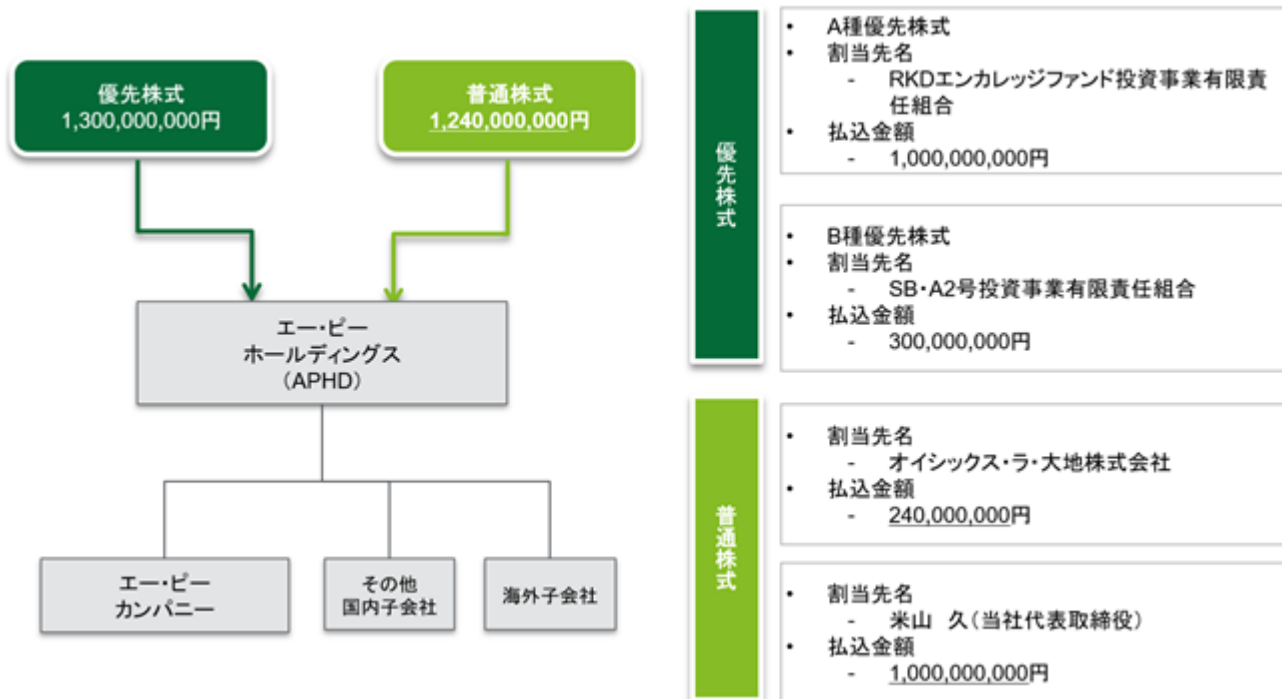 優先株式
1,300,000,000円
普通株式
1,240,000,000円
エー・ピー
ホールディングス
(APHD)
エー・ピー
カンパニー
その他
国内子会社
海外子会社
優先株式
• A種優先株式
• 割当先名
- RKDエンカレッジファンド投資事業有限責
任組合
• 払込金額
- 1,000,000,000円
• B種優先株式
• 割当先名
- SB・A2号投資事業有限責任組合
• 払込金額
- 300,000,000円
普通株式
• 割当先名
- オイシックス・ラ・大地株式会社
• 払込金額
- 240,000,000円
• 割当先名
- 米山 久(当社代表取締役)
• 払込金額
- 1,000,000,000円